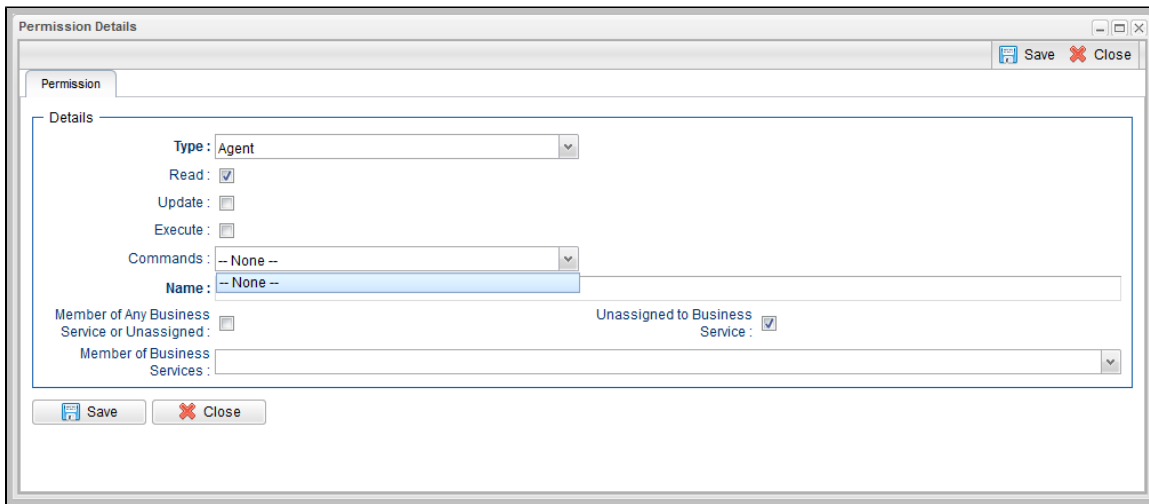 Permission Details
Save Close
Permission
Details
Type : Agent
Read :
Update :
Execute :
Commands : -- None --
-- None --
Name :
Member of Any Business
Service or Unassigned :
Unassigned to Business
Service :
Member of Business
Services :
Save Close